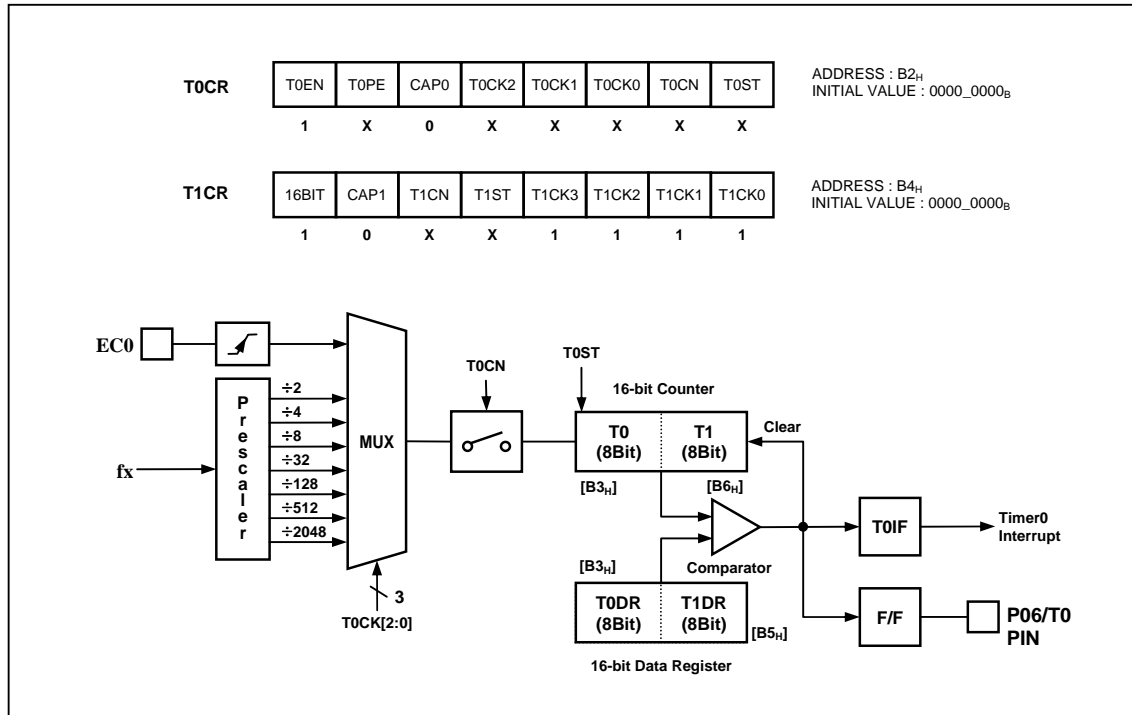 T0CR T0EN T0PE CAP0 T0CK2 T0CK1 T0CK0 T0CN T0ST
1 X 0 X X X X X
ADDRESS : B2H
INITIAL VALUE : 0000_0000B
T1CR 16BIT CAP1 T1CN T1ST T1CK3 T1CK2 T1CK1 T1CK0
1 0 X X 1 1 1 1
ADDRESS : B4H
INITIAL VALUE : 0000_0000B
EC0
fx
Prescaler
÷2
÷4
÷8
÷32
÷128
÷512
÷2048
MUX
3
T0CK[2:0]
T0CN
T0ST
16-bit Counter
T0 T1
(8Bit) (8Bit)
Clear
[B3H] [B6H]
Comparator
[B3H]
T0DR T1DR
(8Bit) (8Bit)
[B5H]
16-bit Data Register
T0IF
Timer0
Interrupt
F/F
P06/T0
PIN